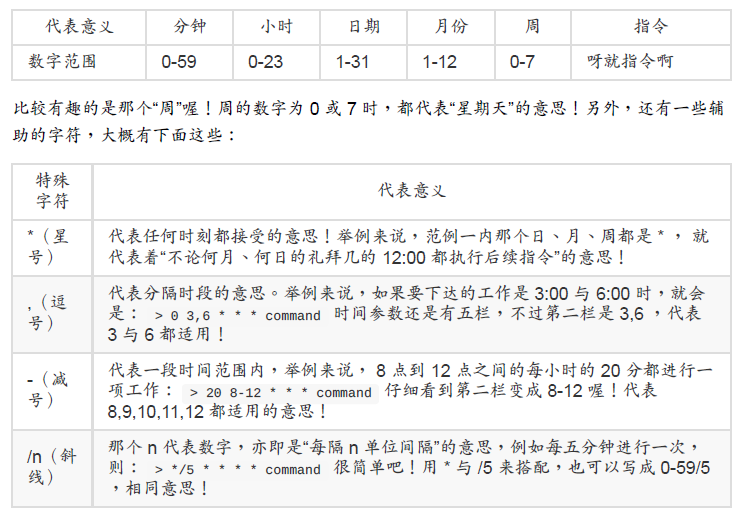 代表意义 分钟 小时 日期 月份 周 指令
数字范围 0-59 0-23 1-31 1-12 0-7 呀就指令啊
比较有趣的是那个“周”喔！周的数字为 0 或 7 时，都代表“星期天”的意思！另外，还有一些辅
助的字符，大概有下面这些：
特殊
字符
代表意义
*（星
号）
代表任何时刻都接受的意思！举例来说，范例一内那个日、月、周都是 * ， 就
代表着“不论何月、何日的礼拜几的 12:00 都执行后续指令”的意思！
,（逗
号）
代表分隔时段的意思。举例来说，如果要下达的工作是 3:00 与 6:00 时，就会
是： > 0 3,6 * * * command 时间参数还是有五栏，不过第二栏是 3,6 ，代表
3 与 6 都适用！
-（减
号）
代表一段时间范围内，举例来说， 8 点到 12 点之间的每小时的 20 分都进行一
项工作： > 20 8-12 * * * command 仔细看到第二栏变成 8-12 喔！代表
8,9,10,11,12 都适用的意思！
/n（斜
线）
那个 n 代表数字，亦即是“每隔 n 单位间隔”的意思，例如每五分钟进行一次，
则： > */5 * * * * command 很简单吧！用 * 与 /5 来搭配，也可以写成 0-59/5
，相同意思！